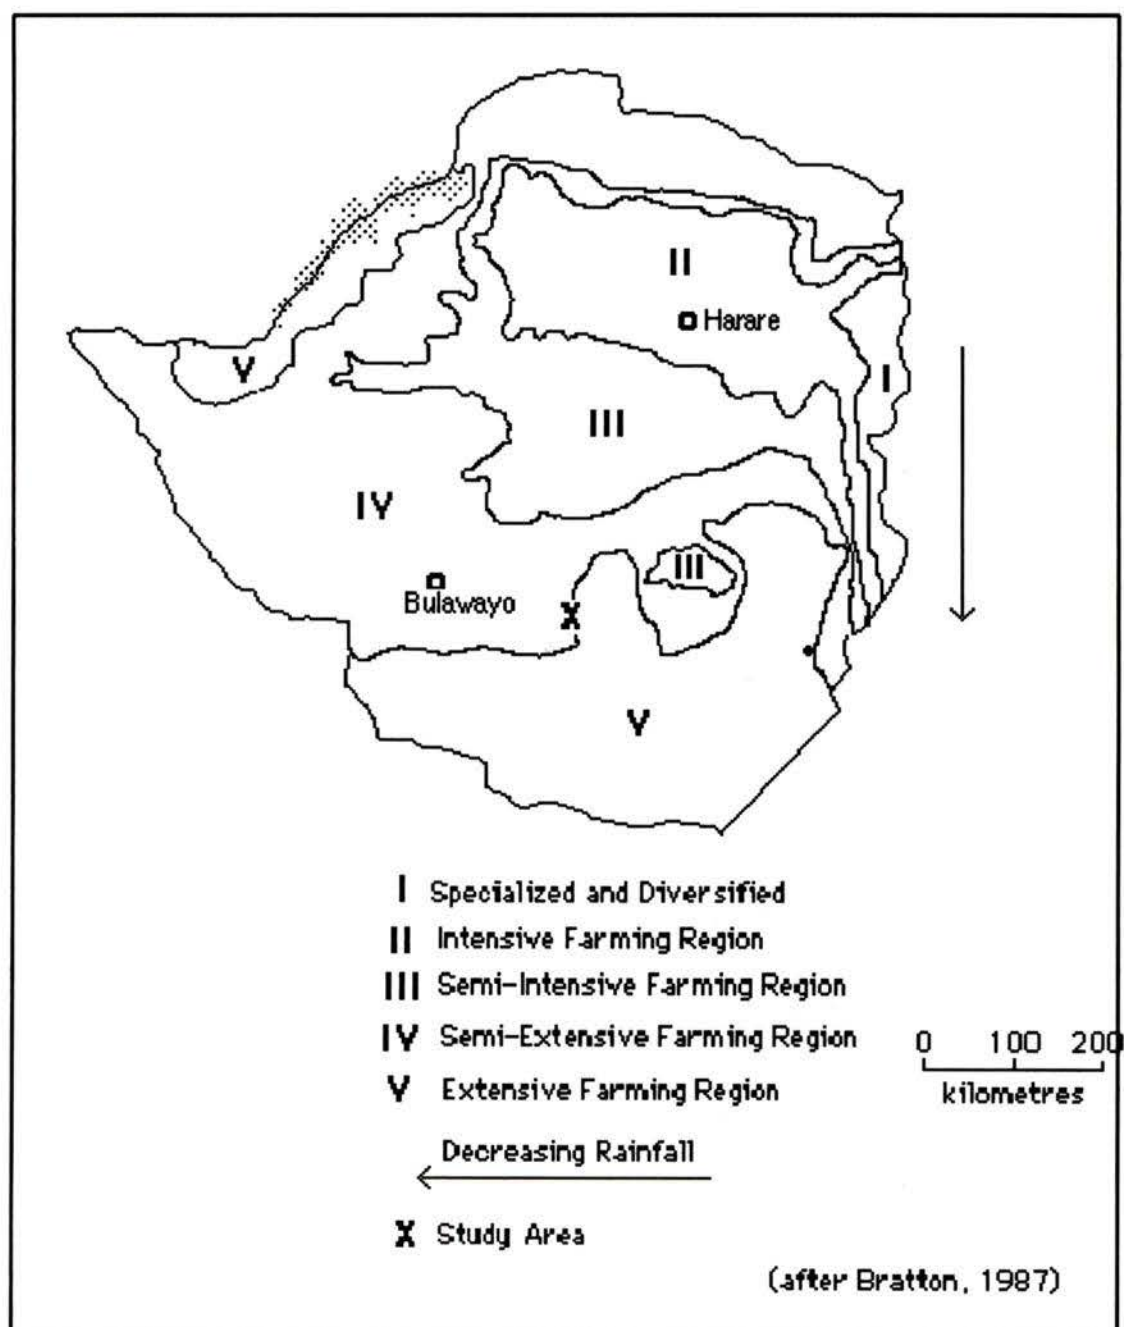 II
Harare
V
I
III
IV
III
Bulawayo
X
V
I Specialized and Diversified
II Intensive Farming Region
III Semi-Intensive Farming Region
IV Semi-Extensive Farming Region
V Extensive Farming Region
0 100 200
kilometres
Decreasing Rainfall
X Study Area
(after Bratton, 1987)